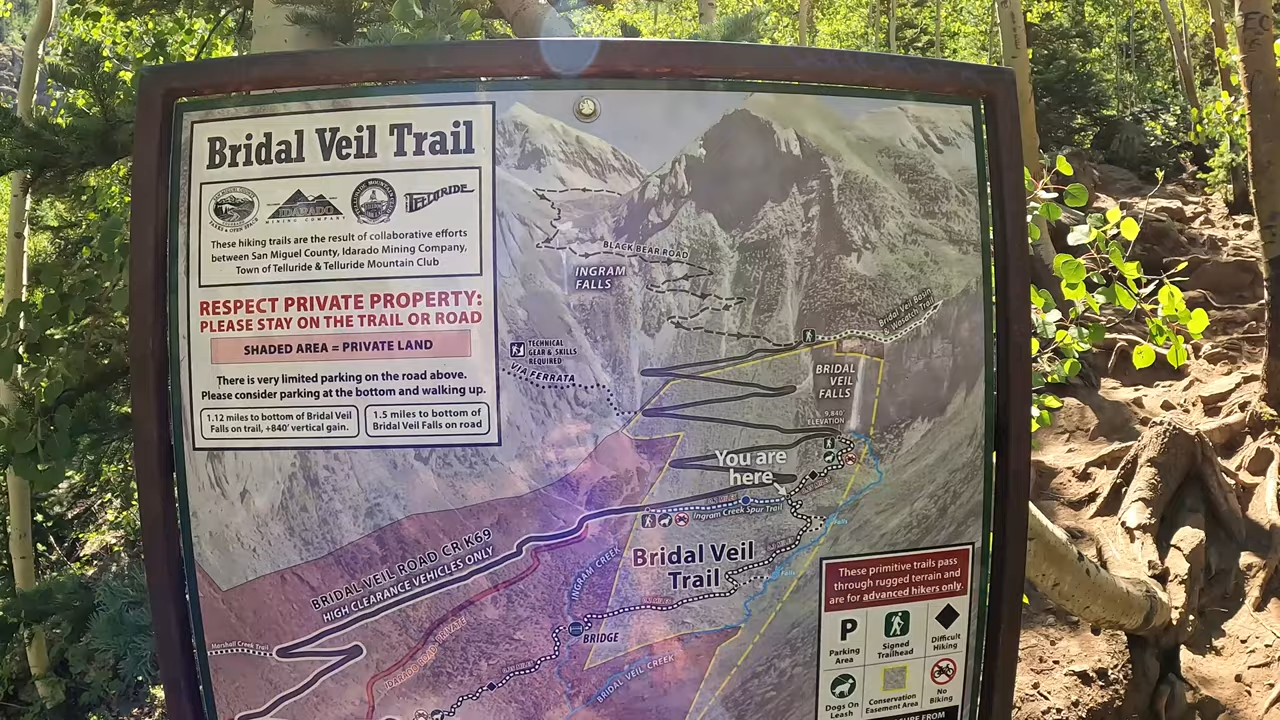 Bridal Veil Trail
IDARADO
MINING COMPANY
TELLURIDE
These hiking trails are the result of collaborative efforts
between San Miguel County, Idarado Mining Company,
Town of Telluride & Telluride Mountain Club
RESPECT PRIVATE PROPERTY:
PLEASE STAY ON THE TRAIL OR ROAD
SHADED AREA = PRIVATE LAND
There is very limited parking on the road above.
Please consider parking at the bottom and walking up.
1.12 miles to bottom of Bridal Veil
Falls on trail, +840' vertical gain.
1.5 miles to bottom of
Bridal Veil Falls on road
BLACK BEAR ROAD
INGRAM
FALLS
Bridal Veil Basin
Wasatch Trail
TECHNICAL
GEAR & SKILLS
REQUIRED
VIA FERRATA
BRIDAL
VEIL
FALLS
9,840'
ELEVATION
You are
here
Ingram Creek Spur Trail
Falls
BRIDAL VEIL ROAD CR K69
HIGH CLEARANCE VEHICLES ONLY
INGRAM CREEK
Bridal Veil
Trail
Falls
BRIDGE
Marshall Creek Trail
IDARADO ROAD - PRIVATE
BRIDAL VEIL CREEK
These primitive trails pass
through rugged terrain and
are for advanced hikers only.
P
Parking
Area
Signed
Trailhead
Difficult
Hiking
Dogs On
Leash
Conservation
Easement Area
No
Biking